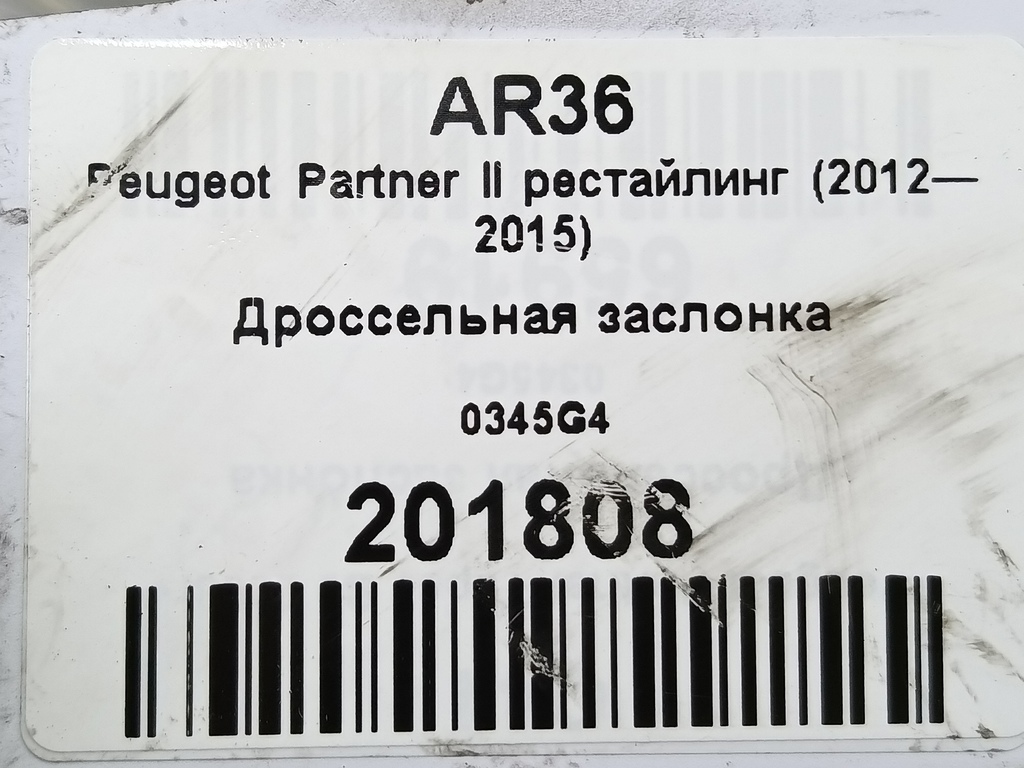 AR36
Peugeot Partner II рестайлинг (2012—
2015)
Дроссельная заслонка
0345G4
201808